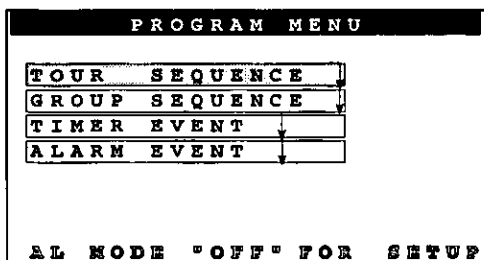 PROGRAM MENU
TOUR SEQUENCE
GROUP SEQUENCE
TIMER EVENT
ALARM EVENT
AL MODE "OFF" FOR SETUP